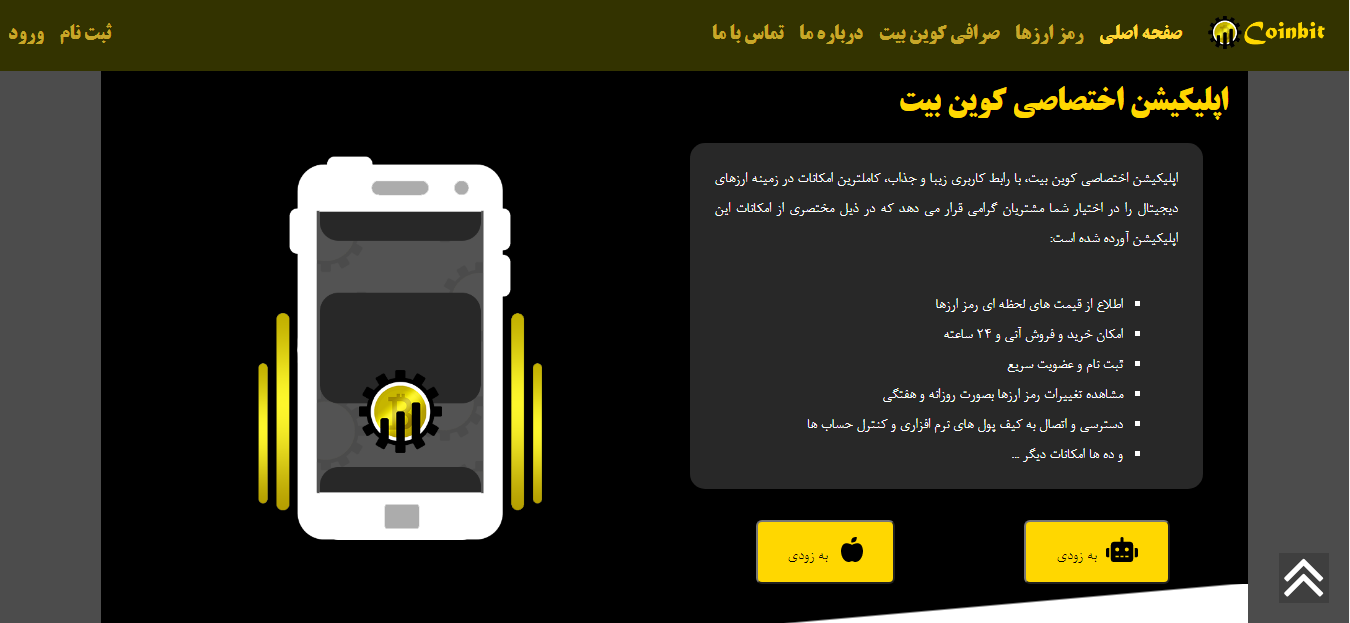 Coinbit
صفحه اصلی
رمز ارزها
صرافی کوین بیت
درباره ما
تماس با ما
ثبت نام
ورود
اپلیکیشن اختصاصی کوین بیت
اپلیکیشن اختصاصی کوین بیت، با رابط کاربری زیبا و جذاب، کاملترین امکانات در زمینه ارزهای
دیجیتال را در اختیار شما مشتریان گرامی قرار می دهد که در ذیل مختصری از امکانات این
اپلیکیشن آورده شده است:
اطلاع از قیمت های لحظه ای رمز ارزها
امکان خرید و فروش آنی و ۲۴ ساعته
ثبت نام و عضویت سریع
مشاهده تغییرات رمز ارزها بصورت روزانه و هفتگی
دسترسی و اتصال به کیف پول های نرم افزاری و کنترل حساب ها
و ده ها امکانات دیگر ...
به زودی
به زودی